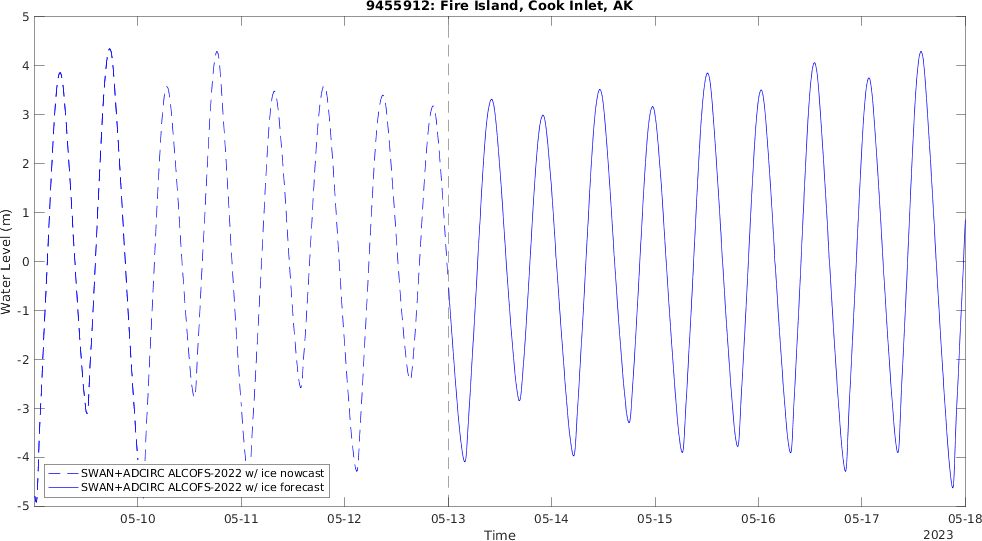 9455912: Fire Island, Cook Inlet, AK
5
4
3
2
1
0
-1
-2
-3
-4
-5
Water Level (m)
SWAN+ADCIRC ALCOFS-2022 w/ ice nowcast
SWAN+ADCIRC ALCOFS-2022 w/ ice forecast
05-10 05-11 05-12 05-13 05-14 05-15 05-16 05-17 05-18
Time
2023